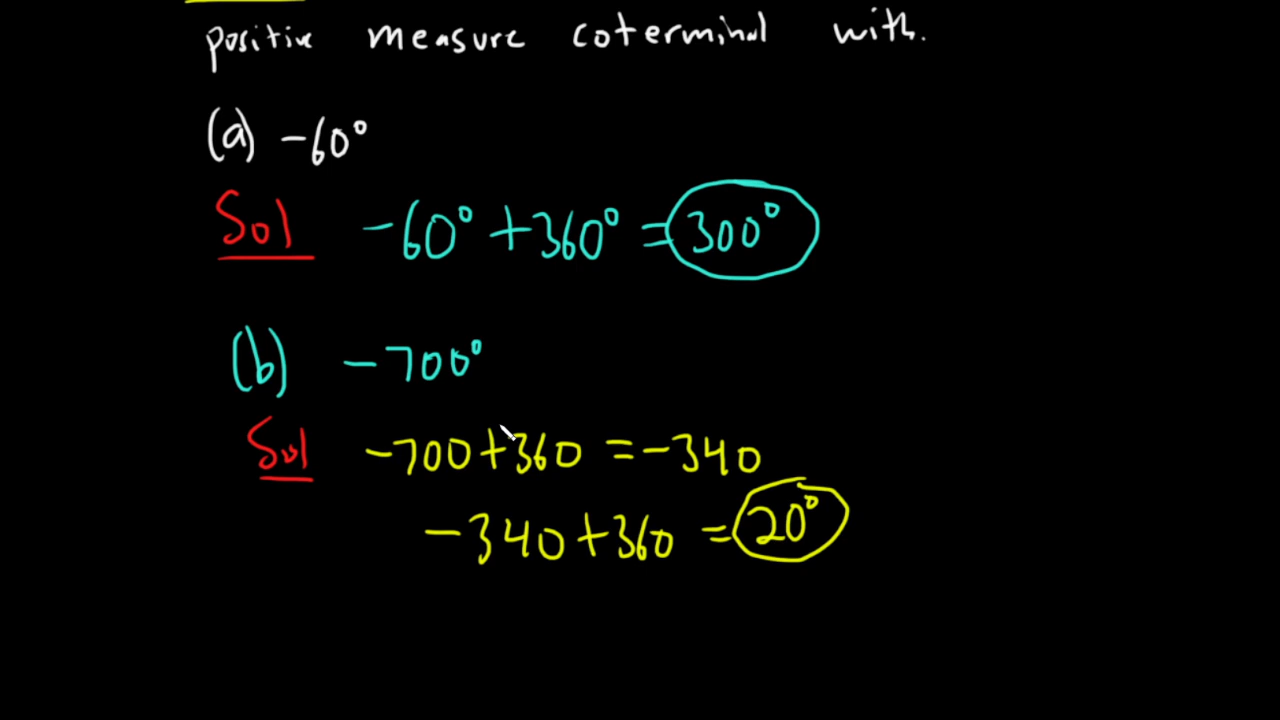 positive measure coterminal with.
(a) -60°
Sol -60° + 360° = 300°
(b) -700°
Sol -700 + 360 = -340
-340 + 360 = 20°